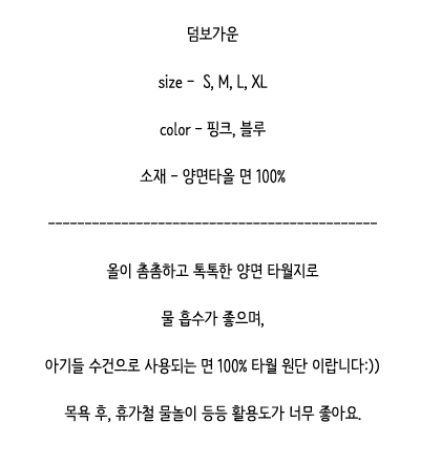 덤보가운
size - S, M, L, XL
color - 핑크, 블루
소재 - 양면타올 면 100%
----------------------------------------------
올이 촘촘하고 톡톡한 양면 타월지로
물 흡수가 좋으며,
아기들 수건으로 사용되는 면 100% 타월 원단 이랍니다:))
목욕 후, 휴가철 물놀이 등등 활용도가 너무 좋아요.